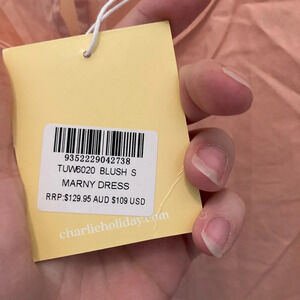 9352229042738
TUW6020 BLUSH S
MARNY DRESS
RRP:$129.95 AUD $109 USD
charlieholiday.com